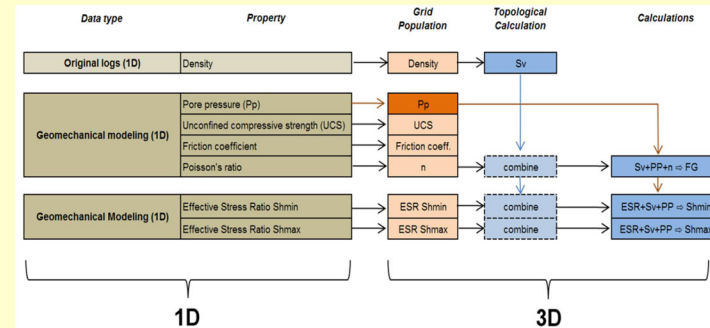 Data type Property Grid Population Topological Calculation Calculations
Original logs (1D) Density Density Sv
Geomechanical modeling (1D)
Pore pressure (Pp) Pp
Unconfined compressive strength (UCS) UCS
Friction coefficient Friction coeff.
Poisson's ratio n combine Sv+PP+n ⇨ FG
Geomechanical Modeling (1D)
Effective Stress Ratio Shmin ESR Shmin combine ESR+Sv+PP ⇨ Shmin
Effective Stress Ratio Shmax ESR Shmax combine ESR+Sv+PP ⇨ Shmax
1D 3D